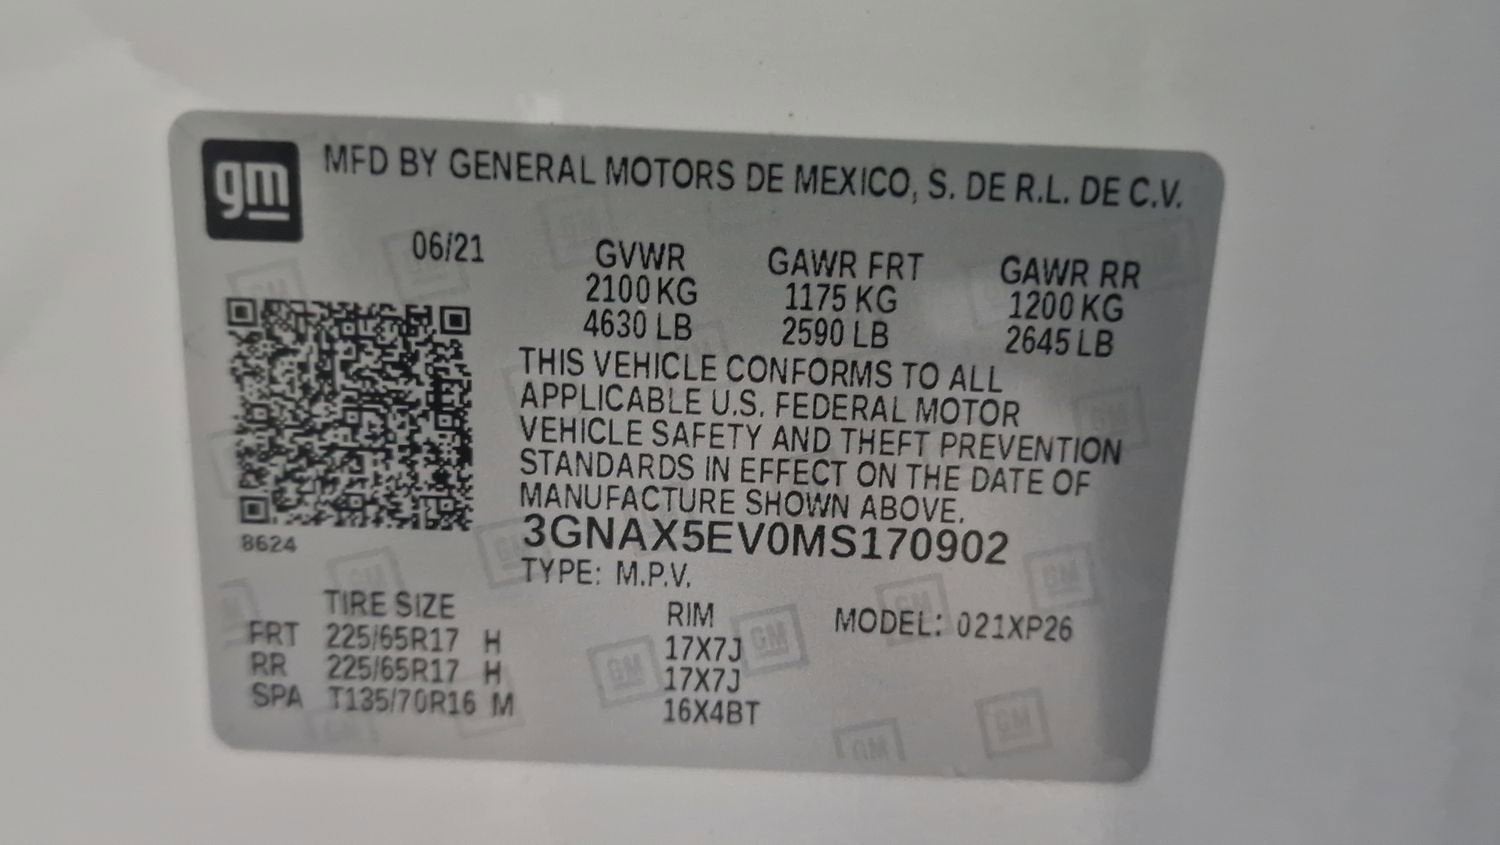 gm MFD BY GENERAL MOTORS DE MEXICO, S. DE R.L. DE C.V.
06/21 GVWR GAWR FRT GAWR RR
2100 KG 1175 KG 1200 KG
4630 LB 2590 LB 2645 LB
THIS VEHICLE CONFORMS TO ALL
APPLICABLE U.S. FEDERAL MOTOR
VEHICLE SAFETY AND THEFT PREVENTION
STANDARDS IN EFFECT ON THE DATE OF
MANUFACTURE SHOWN ABOVE.
8624 3GNAX5EV0MS170902
TYPE: M.P.V.
TIRE SIZE RIM MODEL: 021XP26
FRT 225/65R17 H 17X7J
RR 225/65R17 H 17X7J
SPA T135/70R16 M 16X4BT